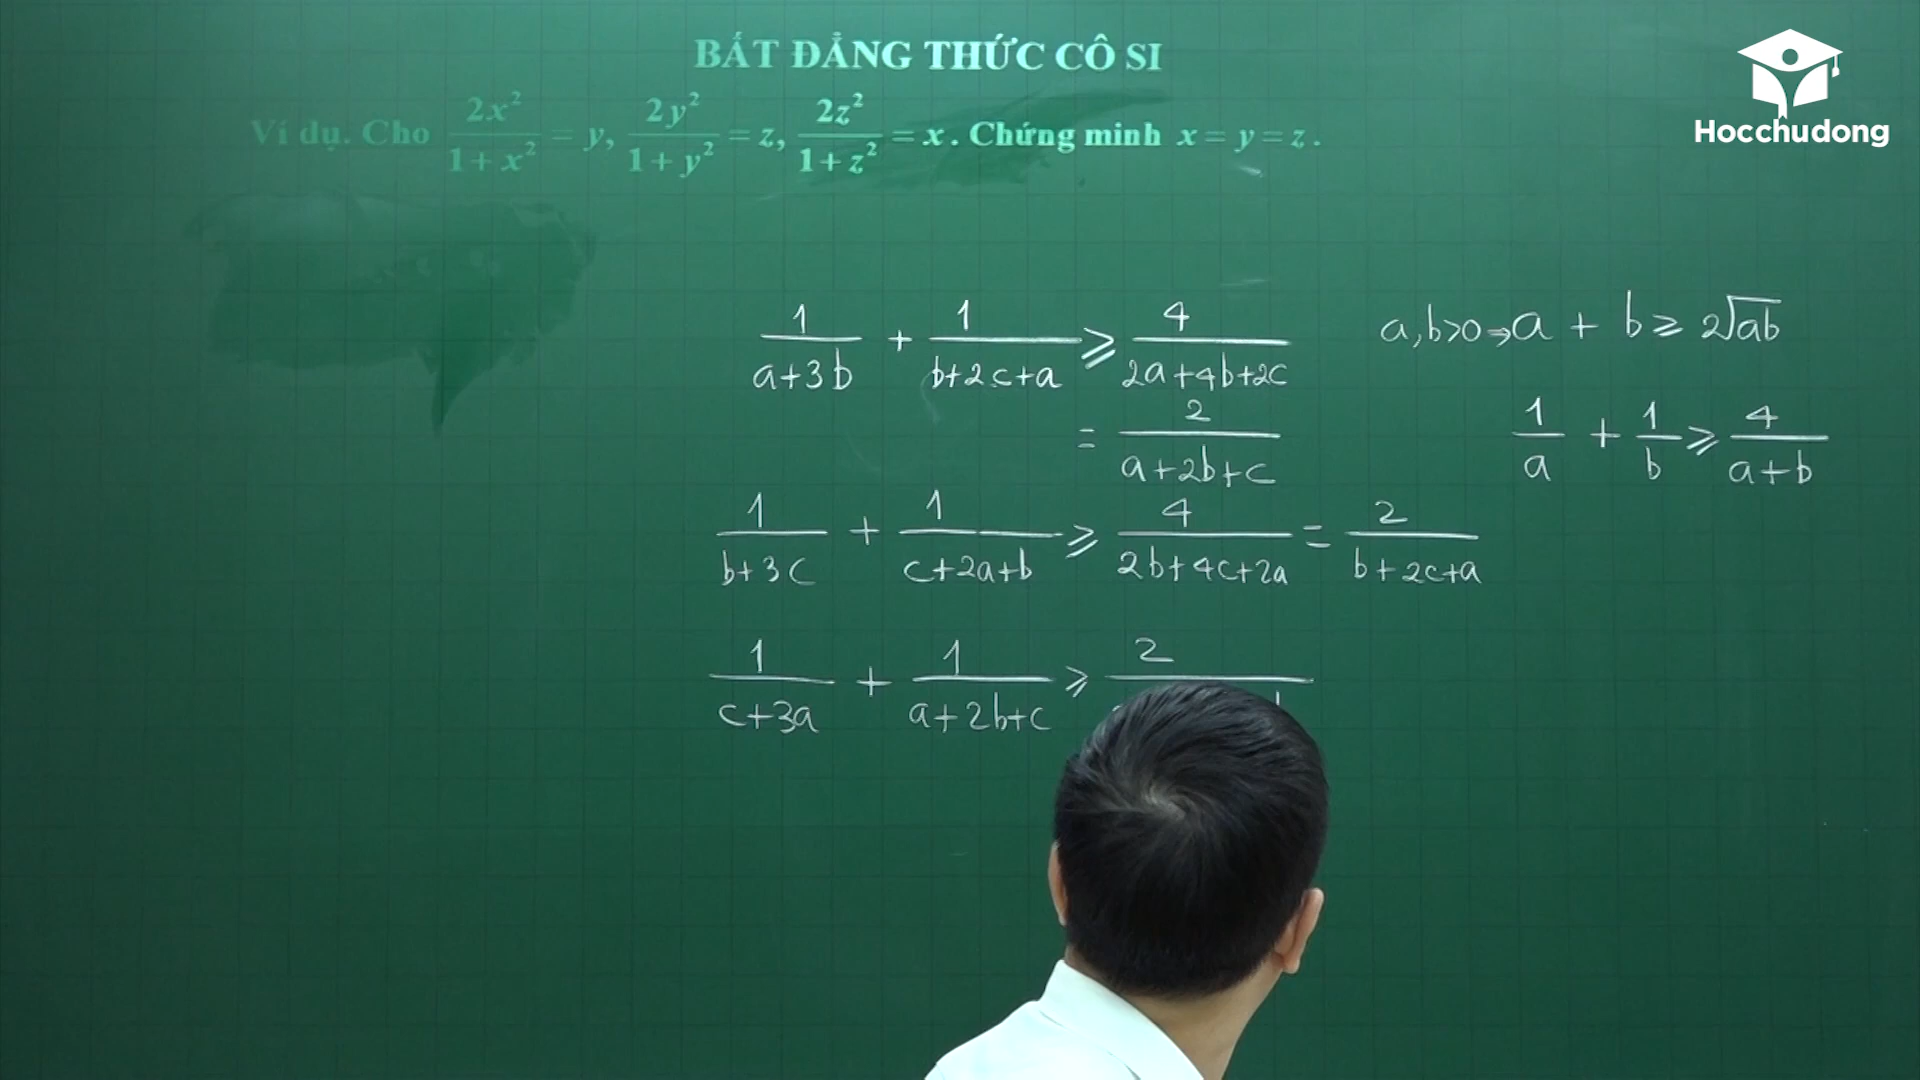 BẤT ĐẲNG THỨC CÔ SI
Hocchudong
Ví dụ. Cho 2x²/(1+x²) = y, 2y²/(1+y²) = z, 2z²/(1+z²) = x. Chứng minh x = y = z.
1/(a+3b) + 1/(b+2c+a) ⩾ 4/(2a+4b+2c)
= 2/(a+2b+c)
a,b>0 ⇒ a + b ⩾ 2√ab
1/a + 1/b ⩾ 4/(a+b)
1/(b+3c) + 1/(c+2a+b) ⩾ 4/(2b+4c+2a) = 2/(b+2c+a)
1/(c+3a) + 1/(a+2b+c) ⩾ 2